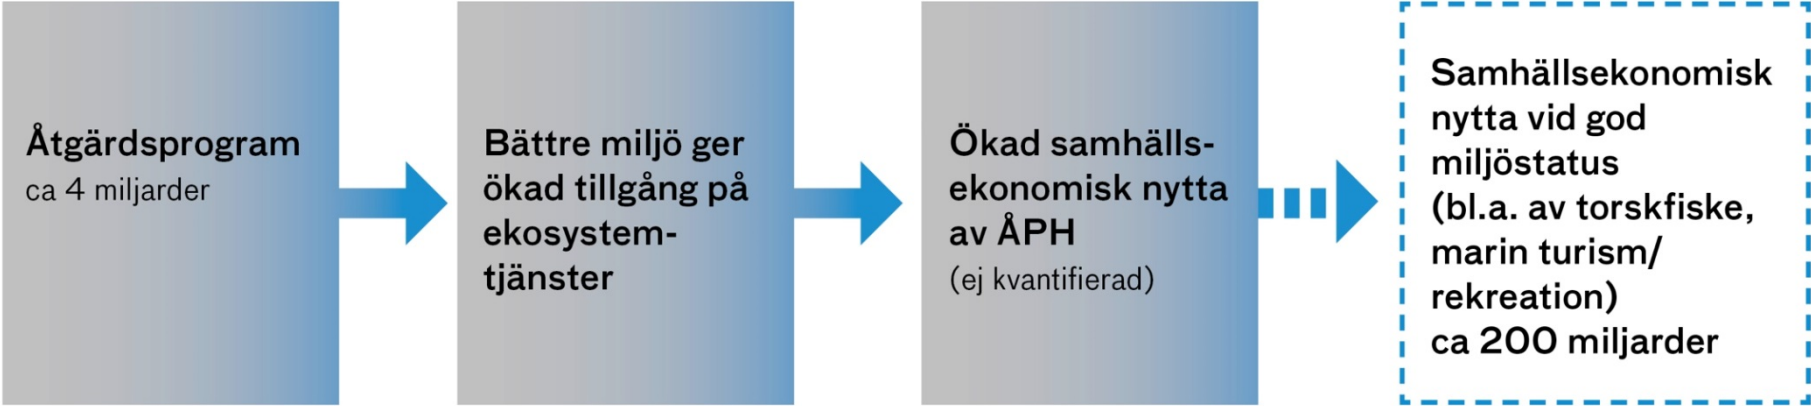 Åtgärdsprogram
ca 4 miljarder
Bättre miljö ger
ökad tillgång på
ekosystem-
tjänster
Ökad samhälls-
ekonomisk nytta
av ÅPH
(ej kvantifierad)
Samhällsekonomisk
nytta vid god
miljöstatus
(bl.a. av torskfiske,
marin turism/
rekreation)
ca 200 miljarder